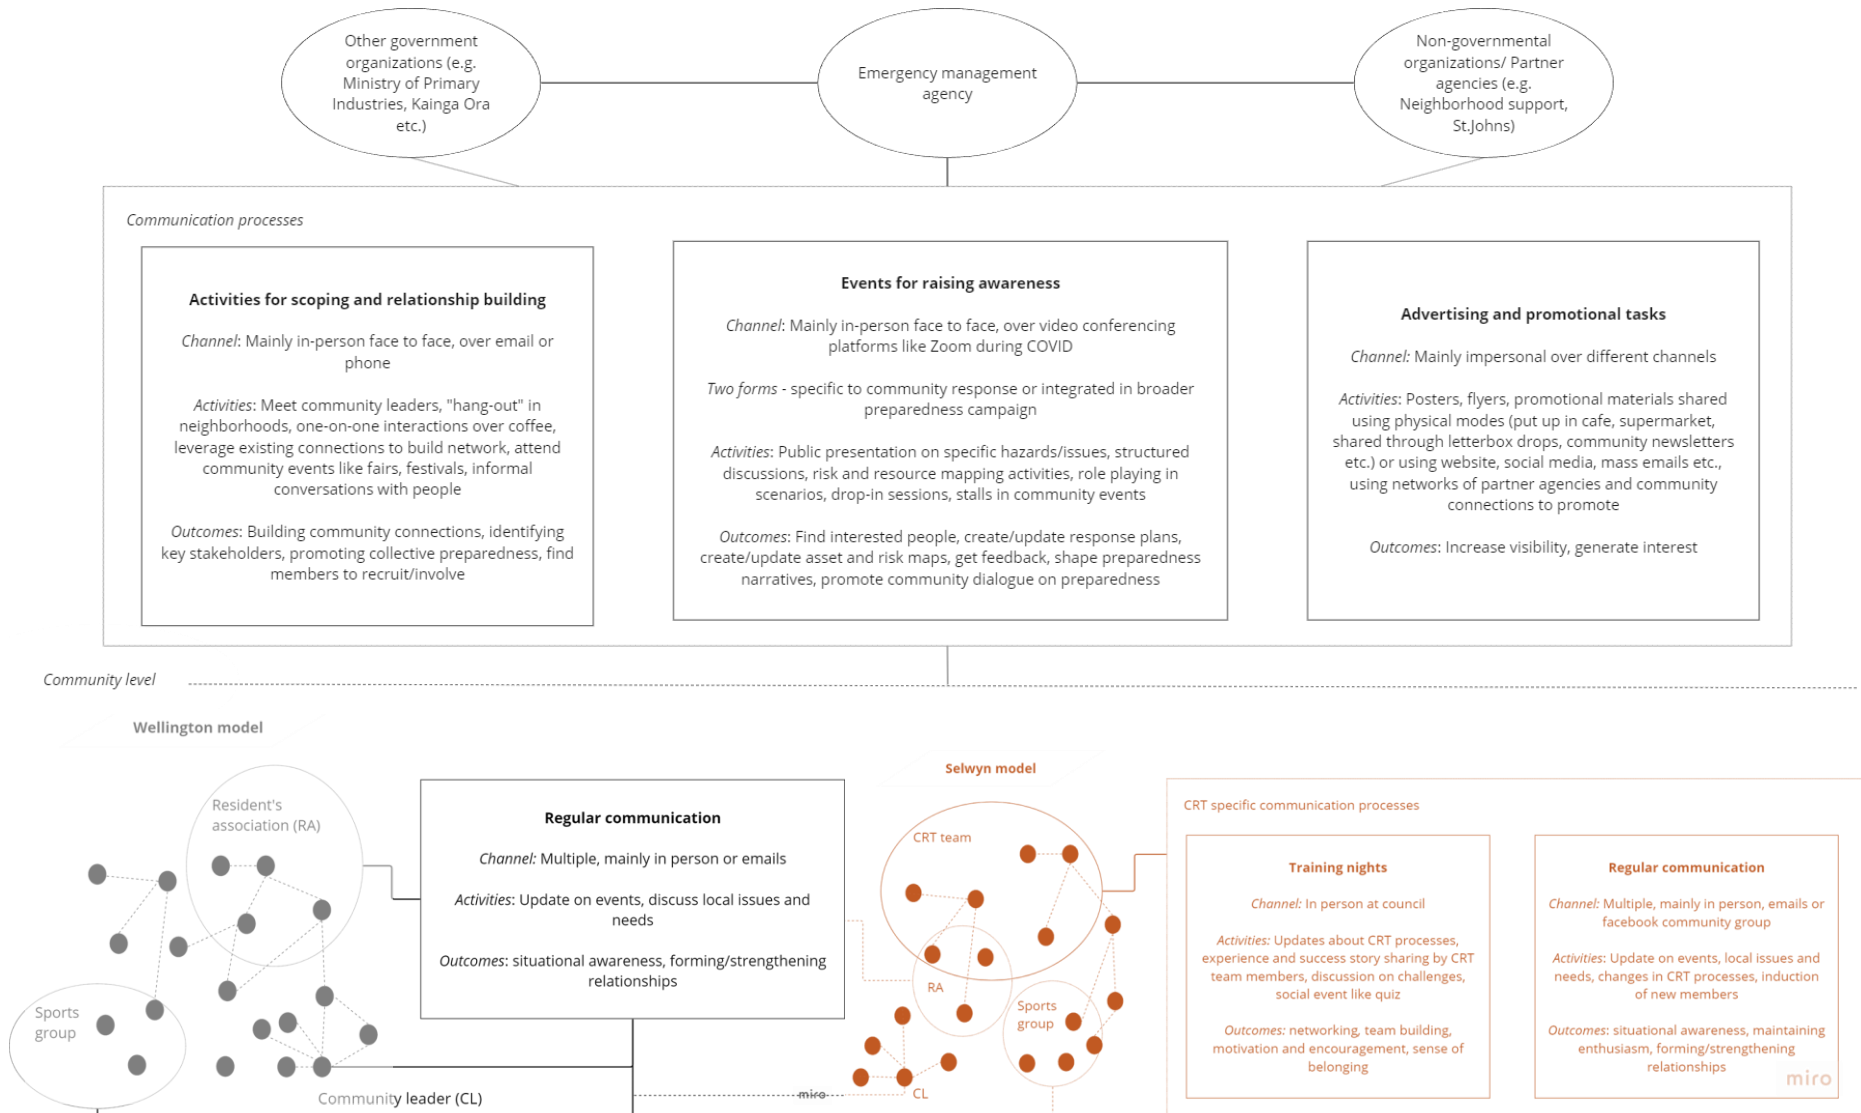 Other government
organizations (e.g.
Ministry of Primary
Industries, Kainga Ora
etc.)
Emergency management
agency
Non-governmental
organizations/ Partner
agencies (e.g.
Neighborhood support,
St.Johns)
Communication processes
Activities for scoping and relationship building
Channel: Mainly in-person face to face, over email or
phone
Activities: Meet community leaders, "hang-out" in
neighborhoods, one-on-one interactions over coffee,
leverage existing connections to build network, attend
community events like fairs, festivals, informal
conversations with people
Outcomes: Building community connections, identifying
key stakeholders, promoting collective preparedness, find
members to recruit/involve
Events for raising awareness
Channel: Mainly in-person face to face, over video conferencing
platforms like Zoom during COVID
Two forms - specific to community response or integrated in broader
preparedness campaign
Activities: Public presentation on specific hazards/issues, structured
discussions, risk and resource mapping activities, role playing in
scenarios, drop-in sessions, stalls in community events
Outcomes: Find interested people, create/update response plans,
create/update asset and risk maps, get feedback, shape preparedness
narratives, promote community dialogue on preparedness
Advertising and promotional tasks
Channel: Mainly impersonal over different channels
Activities: Posters, flyers, promotional materials shared
using physical modes (put up in cafe, supermarket,
shared through letterbox drops, community newsletters
etc.) or using website, social media, mass emails etc.,
using networks of partner agencies and community
connections to promote
Outcomes: Increase visibility, generate interest
Community level
Wellington model
Resident's
association (RA)
Sports
group
Community leader (CL)
Regular communication
Channel: Multiple, mainly in person or emails
Activities: Update on events, discuss local issues and
needs
Outcomes: situational awareness, forming/strengthening
relationships
miro
Selwyn model
CRT team
RA
Sports
group
CL
CRT specific communication processes
Training nights
Channel: In person at council
Activities: Updates about CRT processes,
experience and success story sharing by CRT
team members, discussion on challenges,
social event like quiz
Outcomes: networking, team building,
motivation and encouragement, sense of
belonging
Regular communication
Channel: Multiple, mainly in person, emails or
facebook community group
Activities: Update on events, local issues and
needs, changes in CRT processes, induction
of new members
Outcomes: situational awareness, maintaining
enthusiasm, forming/strengthening
relationships
miro